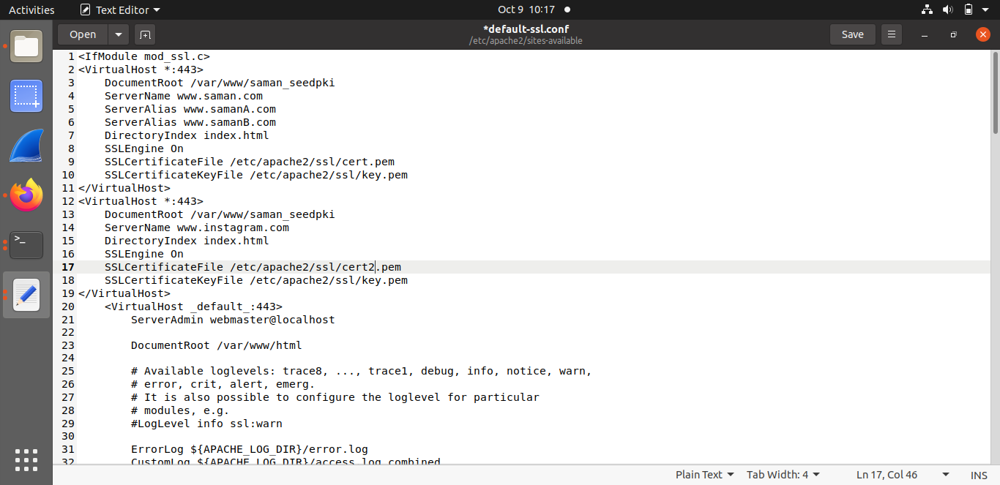 Activities Text Editor Oct 9 10:17
Open *default-ssl.conf Save
/etc/apache2/sites-available
1 <IfModule mod_ssl.c>
2 <VirtualHost *:443>
3 DocumentRoot /var/www/saman_seedpki
4 ServerName www.saman.com
5 ServerAlias www.samanA.com
6 ServerAlias www.samanB.com
7 DirectoryIndex index.html
8 SSLEngine On
9 SSLCertificateFile /etc/apache2/ssl/cert.pem
10 SSLCertificateKeyFile /etc/apache2/ssl/key.pem
11 </VirtualHost>
12 <VirtualHost *:443>
13 DocumentRoot /var/www/saman_seedpki
14 ServerName www.instagram.com
15 DirectoryIndex index.html
16 SSLEngine On
17 SSLCertificateFile /etc/apache2/ssl/cert2.pem
18 SSLCertificateKeyFile /etc/apache2/ssl/key.pem
19 </VirtualHost>
20 <VirtualHost _default_:443>
21 ServerAdmin webmaster@localhost
22
23 DocumentRoot /var/www/html
24
25 # Available loglevels: trace8, ..., trace1, debug, info, notice, warn,
26 # error, crit, alert, emerg.
27 # It is also possible to configure the loglevel for particular
28 # modules, e.g.
29 #LogLevel info ssl:warn
30
31 ErrorLog ${APACHE_LOG_DIR}/error.log
32 CustomLog ${APACHE_LOG_DIR}/access.log combined
Plain Text Tab Width: 4 Ln 17, Col 46 INS